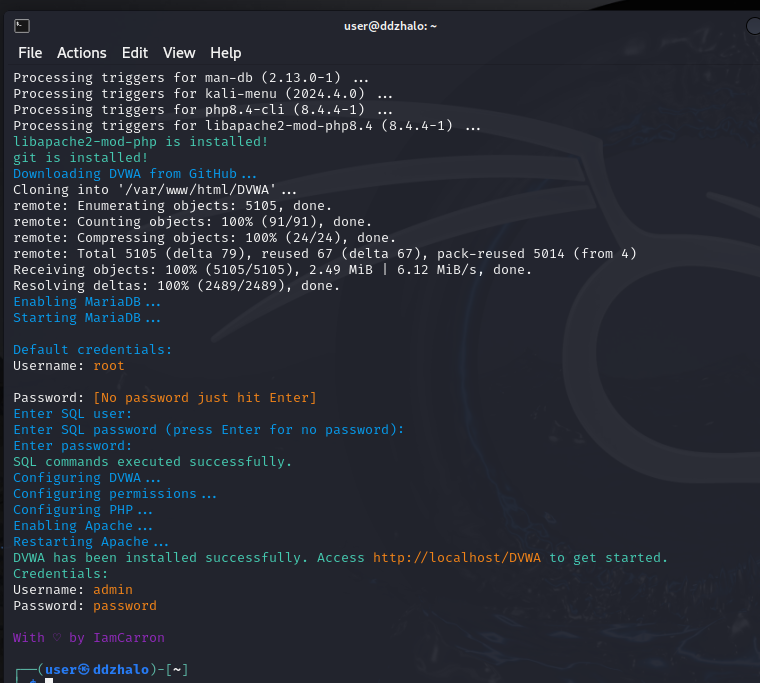 user@ddzhalo: ~
File Actions Edit View Help
Processing triggers for man-db (2.13.0-1) ...
Processing triggers for kali-menu (2024.4.0) ...
Processing triggers for php8.4-cli (8.4.4-1) ...
Processing triggers for libapache2-mod-php8.4 (8.4.4-1) ...
libapache2-mod-php is installed!
git is installed!
Downloading DVWA from GitHub...
Cloning into '/var/www/html/DVWA'...
remote: Enumerating objects: 5105, done.
remote: Counting objects: 100% (91/91), done.
remote: Compressing objects: 100% (24/24), done.
remote: Total 5105 (delta 79), reused 67 (delta 67), pack-reused 5014 (from 4)
Receiving objects: 100% (5105/5105), 2.49 MiB | 6.12 MiB/s, done.
Resolving deltas: 100% (2489/2489), done.
Enabling MariaDB...
Starting MariaDB...
Default credentials:
Username: root
Password: [No password just hit Enter]
Enter SQL user:
Enter SQL password (press Enter for no password):
Enter password:
SQL commands executed successfully.
Configuring DVWA...
Configuring permissions...
Configuring PHP...
Enabling Apache...
Restarting Apache...
DVWA has been installed successfully. Access http://localhost/DVWA to get started.
Credentials:
Username: admin
Password: password
With ♡ by IamCarron
┌──(user㉿ddzhalo)-[~]
└─$